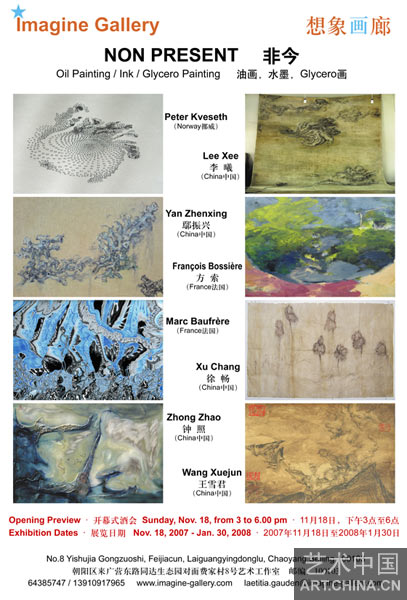 Imagine Gallery 想象画廊
NON PRESENT 非今
Oil Painting / Ink / Glycero Painting 油画，水墨，Glycero画
Peter Kveseth
(Norway挪威)
Lee Xee
李 曦
(China中国)
Yan Zhenxing
鄢振兴
(China中国)
François Bossière
方 索
(France法国)
Marc Baufrère
(France法国)
Xu Chang
徐 畅
(China中国)
Zhong Zhao
钟 照
(China中国)
Wang Xuejun
王雪君
(China中国)
Opening Preview · 开幕式酒会 Sunday, Nov. 18, from 3 to 6.00 pm · 11月18日，下午3点至6点
Exhibition Dates · 展览日期 Nov. 18, 2007 - Jan. 30, 2008 · 2007年11月18日至2008年1月30日
No.8 Yishujia Gongzuoshi, Feijiacun, Laiguangyingdonglu, Chaoyang
朝阳区来广营东路同达生态园对面费家村8号艺术工作室 邮编
64385747 / 13910917965 www.imagine-gallery.com
艺术中国
ART.CHINA.CN